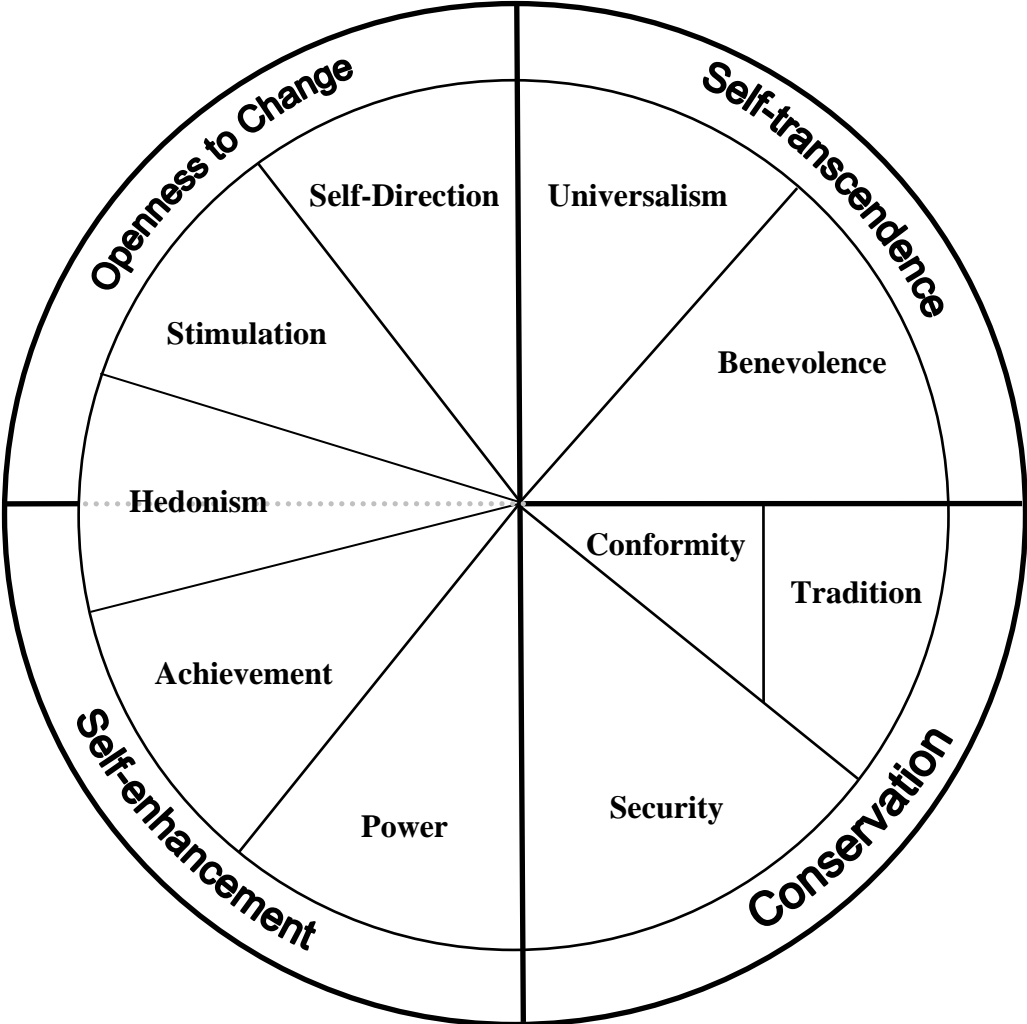 Openness to Change
Self-transcendence
Self-Direction
Universalism
Stimulation
Benevolence
Hedonism
Conformity
Tradition
Achievement
Self-enhancement
Conservation
Security
Power